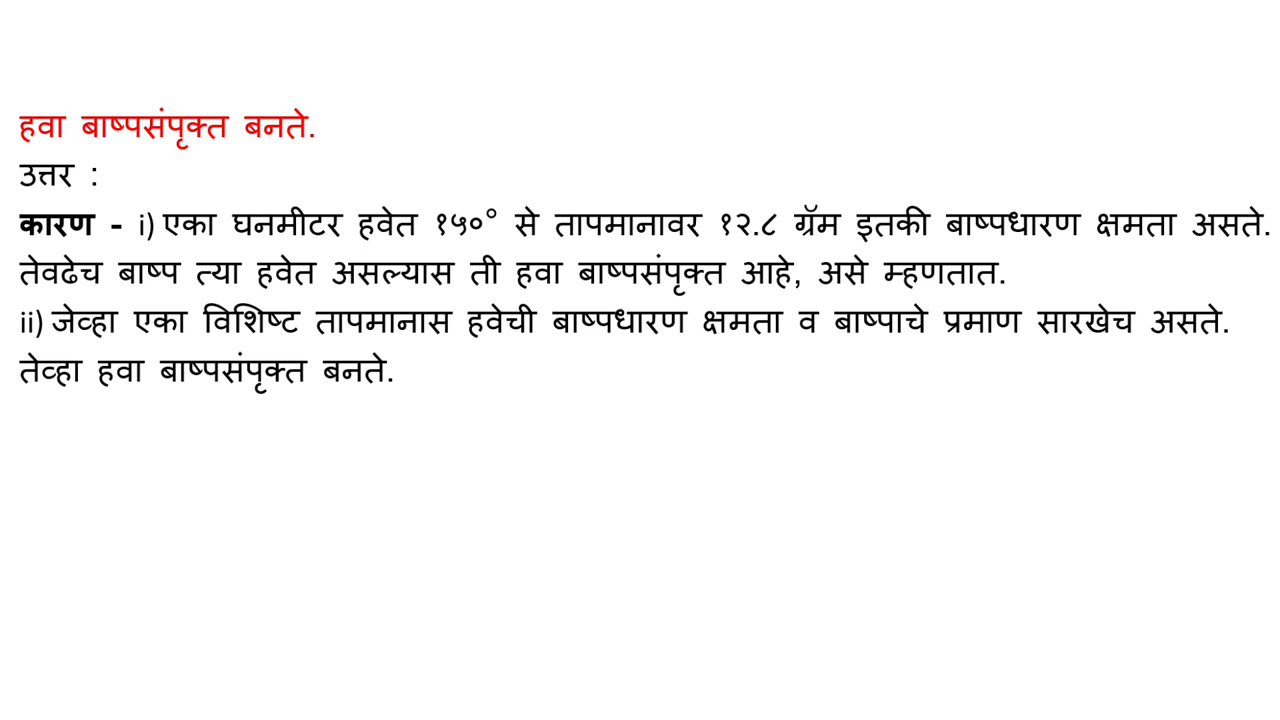 हवा बाष्पसंपृक्त बनते.
उत्तर :
कारण - i) एका घनमीटर हवेत १५०° से तापमानावर १२.८ ग्रॅम इतकी बाष्पधारण क्षमता असते.
तेवढेच बाष्प त्या हवेत असल्यास ती हवा बाष्पसंपृक्त आहे, असे म्हणतात.
ii) जेव्हा एका विशिष्ट तापमानास हवेची बाष्पधारण क्षमता व बाष्पाचे प्रमाण सारखेच असते.
तेव्हा हवा बाष्पसंपृक्त बनते.